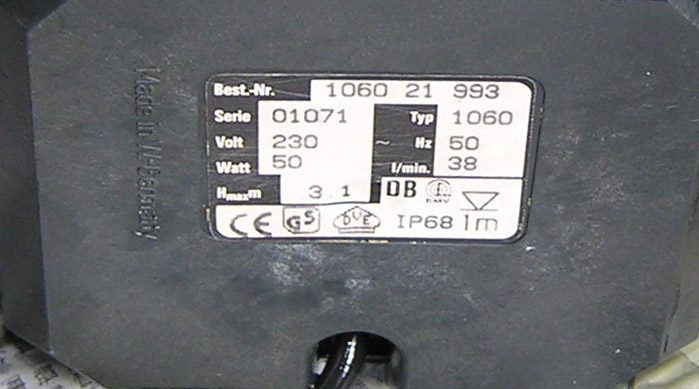 Best.-Nr. 1060 21 993
Serie 01071 Typ 1060
Volt 230 ~ Hz 50
Watt 50 l/min. 38
Hmaxm 3.1 DB EMV
CE GS DVE IP68 1m
Made in W-Germany